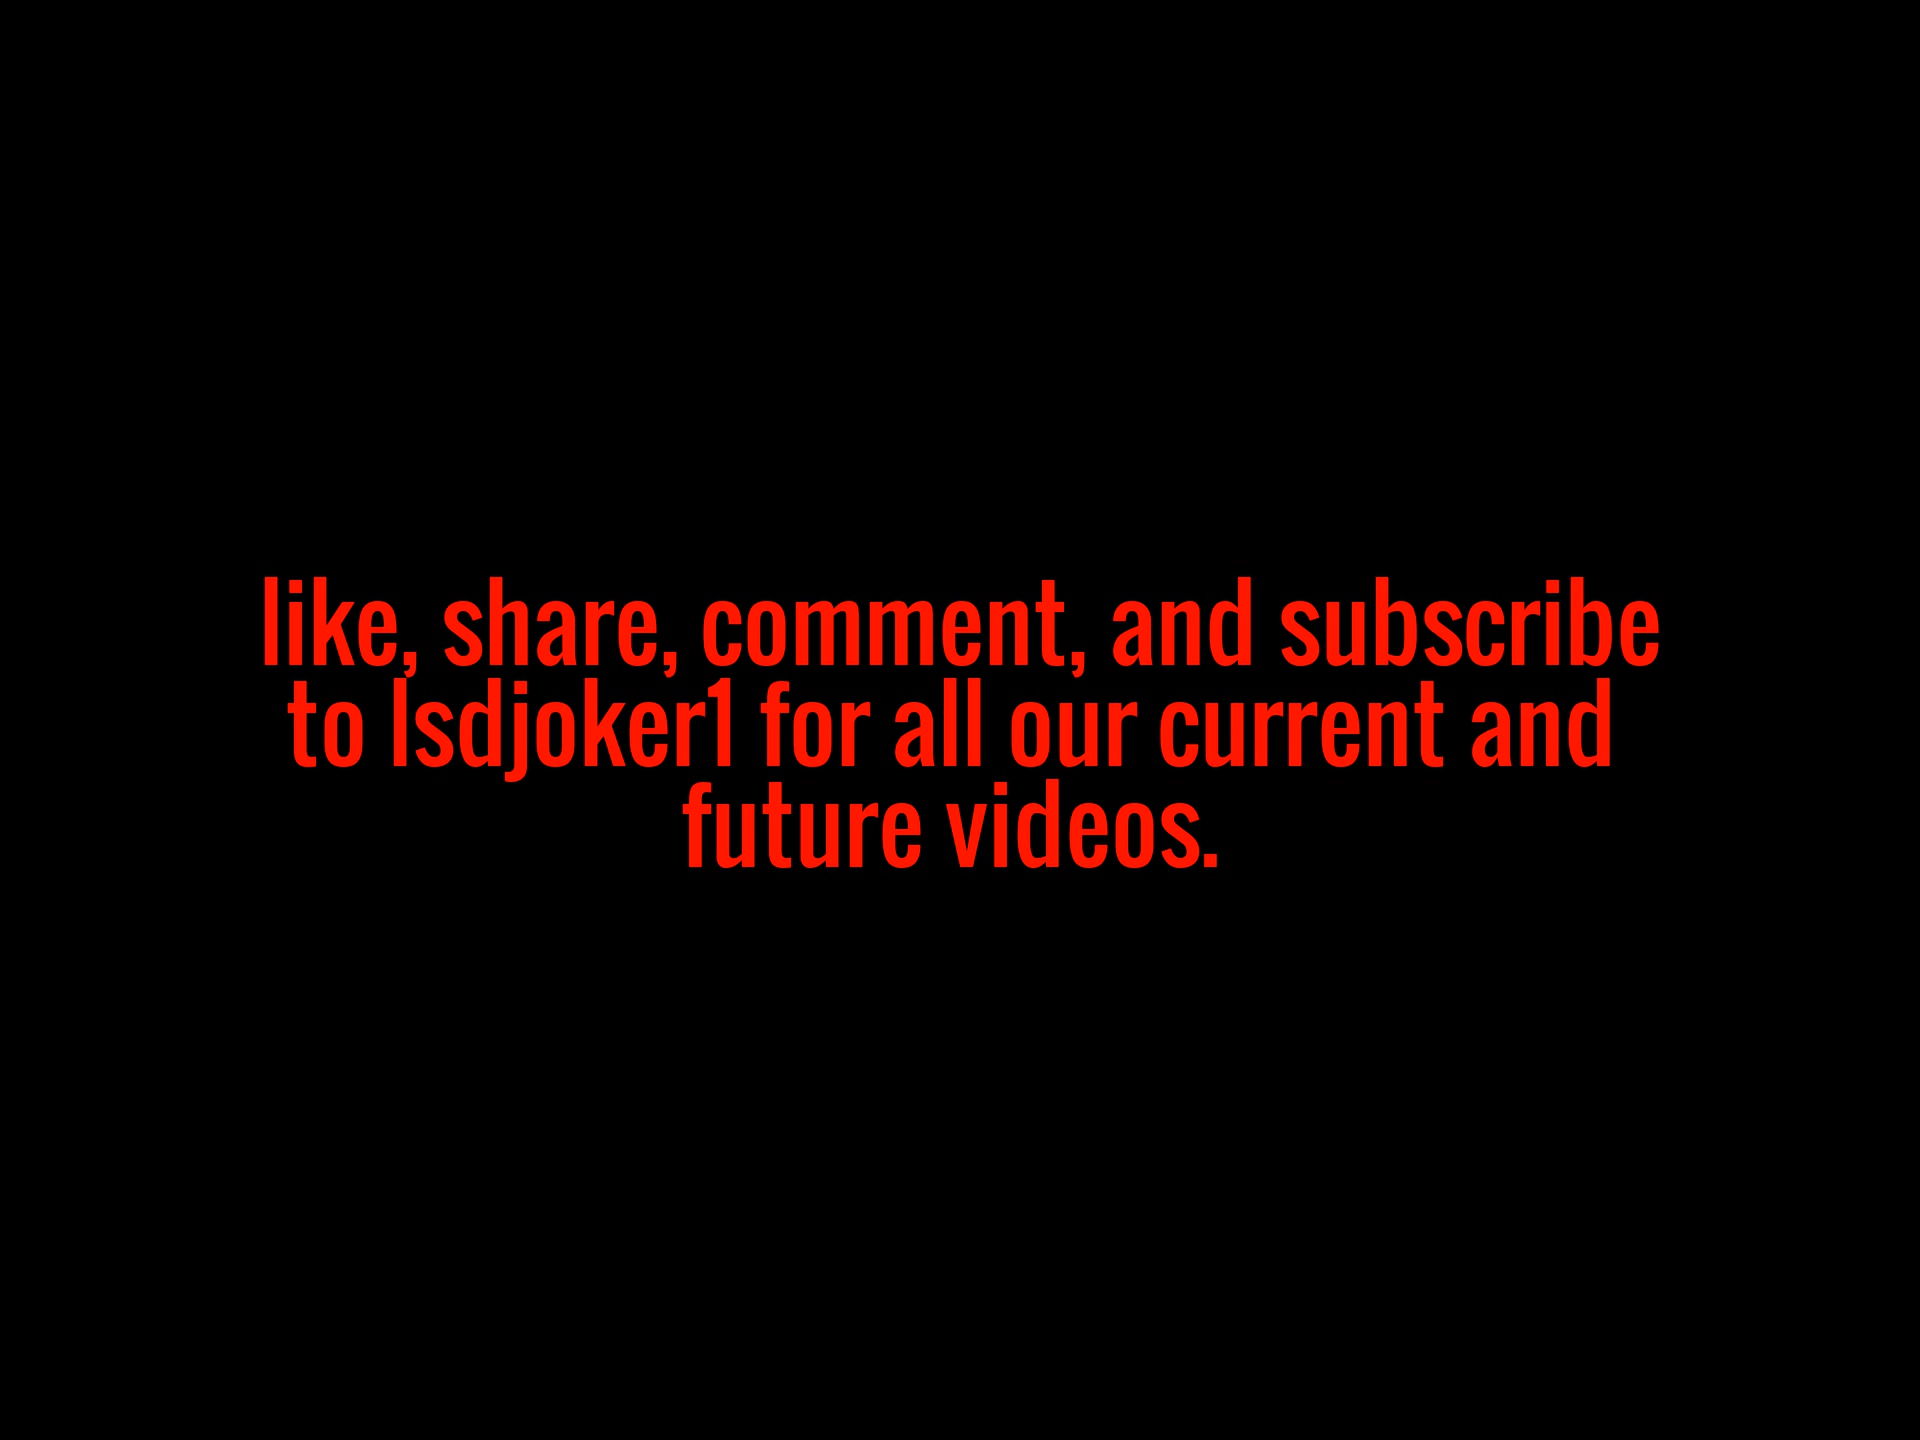 like, share, comment, and subscribe
to lsdjoker1 for all our current and
future videos.